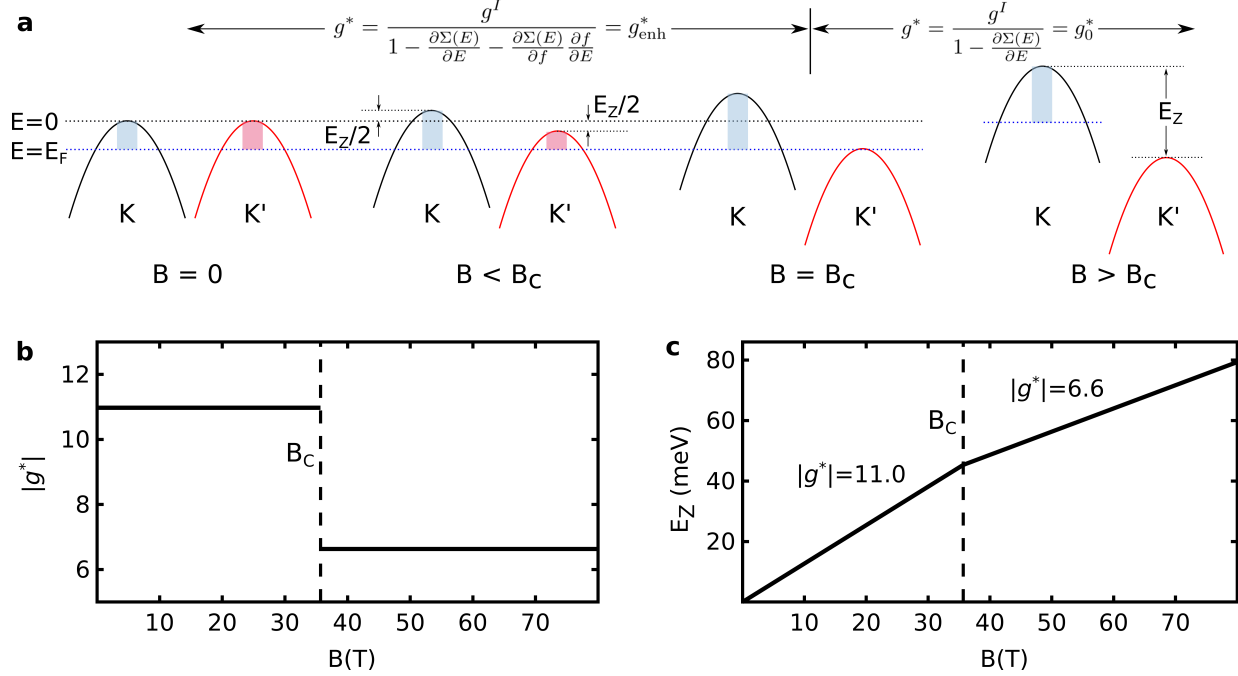 a
g* = g^I / (1 − ∂Σ(E)/∂E − ∂Σ(E)/∂f ∂f/∂E) = g*_enh
g* = g^I / (1 − ∂Σ(E)/∂E) = g*_0
E=0
E=E_F
E_Z/2
E_Z/2
E_Z
K K' K K' K K' K K'
B = 0 B < B_C B = B_C B > B_C
b
|g*|
12
10
8
6
B_C
10 20 30 40 50 60 70
B(T)
c
E_Z (meV)
80
60
40
20
|g*|=6.6
B_C
|g*|=11.0
10 20 30 40 50 60 70
B(T)